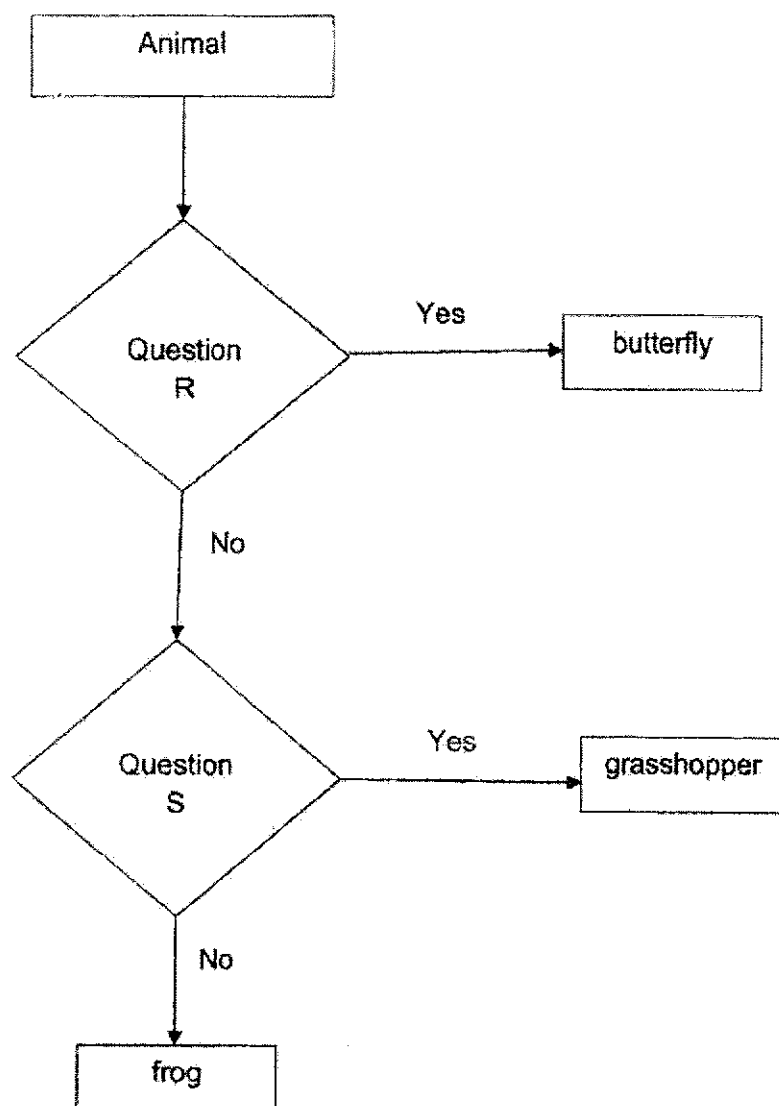 Animal
Question
R
Yes
butterfly
No
Question
S
Yes
grasshopper
No
frog